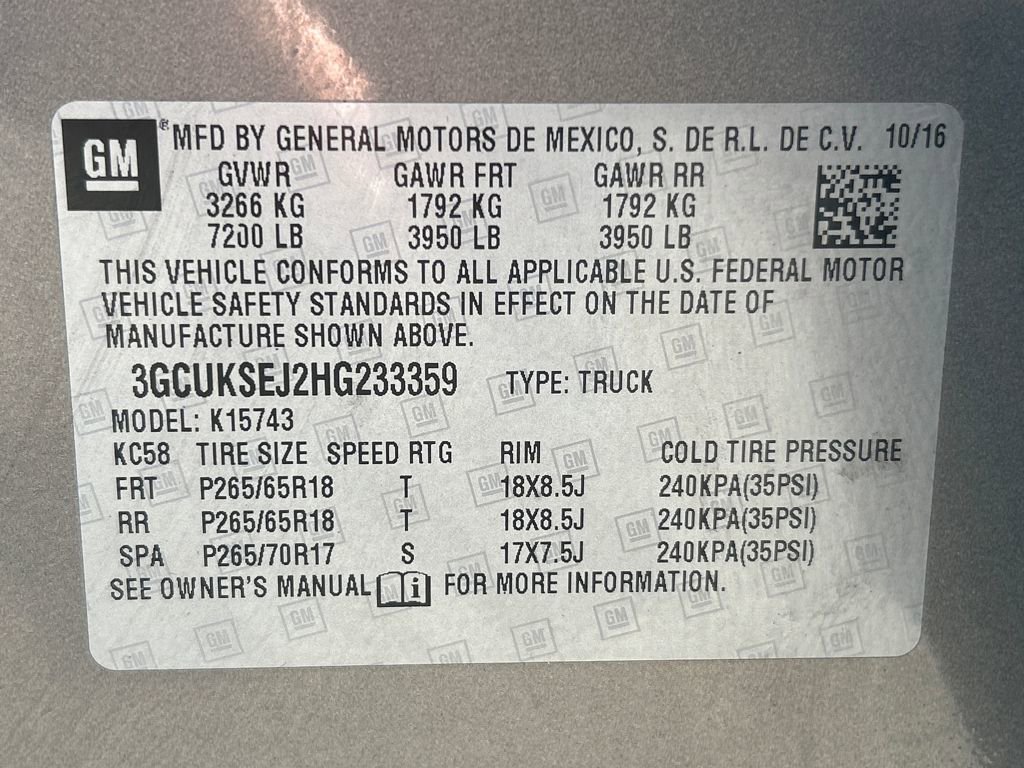 GM ® MFD BY GENERAL MOTORS DE MEXICO, S. DE R.L. DE C.V. 10/16
GVWR GAWR FRT GAWR RR
3266 KG 1792 KG 1792 KG
7200 LB 3950 LB 3950 LB
THIS VEHICLE CONFORMS TO ALL APPLICABLE U.S. FEDERAL MOTOR
VEHICLE SAFETY STANDARDS IN EFFECT ON THE DATE OF
MANUFACTURE SHOWN ABOVE.
3GCUKSEJ2HG233359 TYPE: TRUCK
MODEL: K15743
KC58 TIRE SIZE SPEED RTG RIM COLD TIRE PRESSURE
FRT P265/65R18 T 18X8.5J 240KPA(35PSI)
RR P265/65R18 T 18X8.5J 240KPA(35PSI)
SPA P265/70R17 S 17X7.5J 240KPA(35PSI)
SEE OWNER'S MANUAL i FOR MORE INFORMATION.